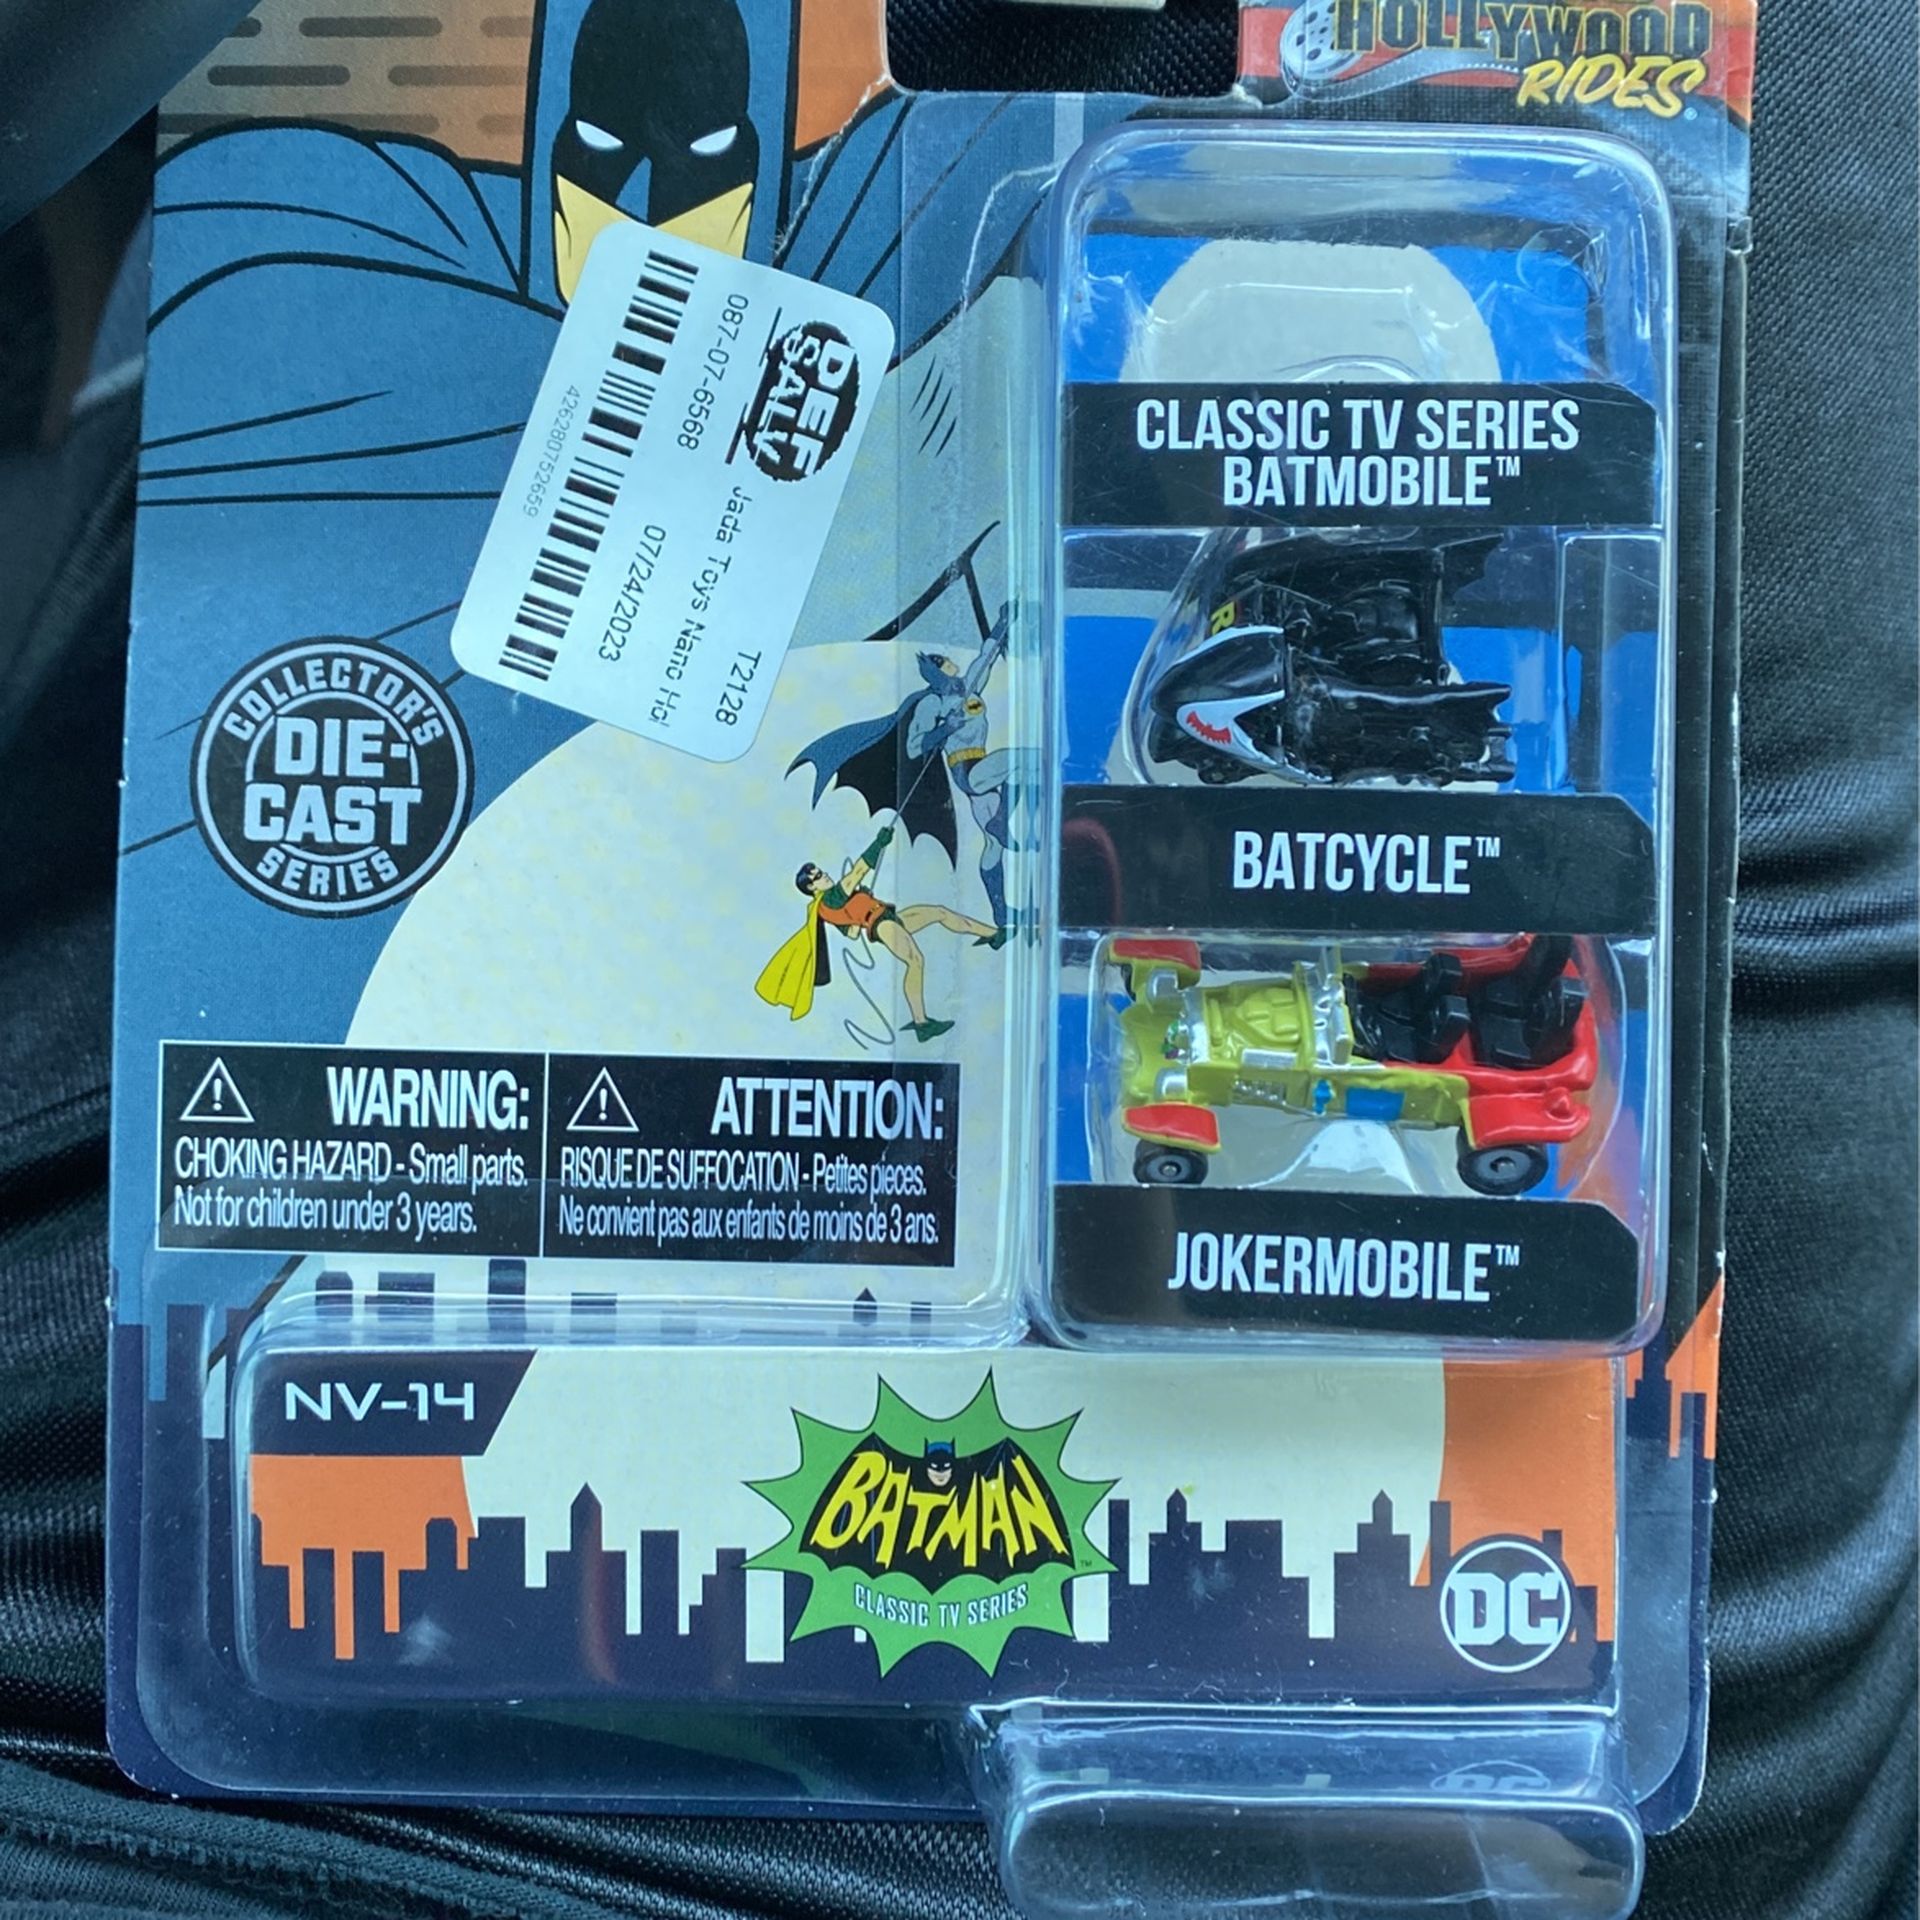 HOLLYWOOD
RIDES
CLASSIC TV SERIES
BATMOBILE™
R
BATCYCLE™
JOKERMOBILE™
DEF
SALV
087-07-6568
Jada Toys Nano Hol
T2128
07/24/2023
426280752659
COLLECTOR'S
DIE-
CAST
SERIES
WARNING:
CHOKING HAZARD - Small parts.
Not for children under 3 years.
ATTENTION:
RISQUE DE SUFFOCATION - Petites pieces.
Ne convient pas aux enfants de moins de 3 ans.
NV-14
BATMAN™
CLASSIC TV SERIES
DC